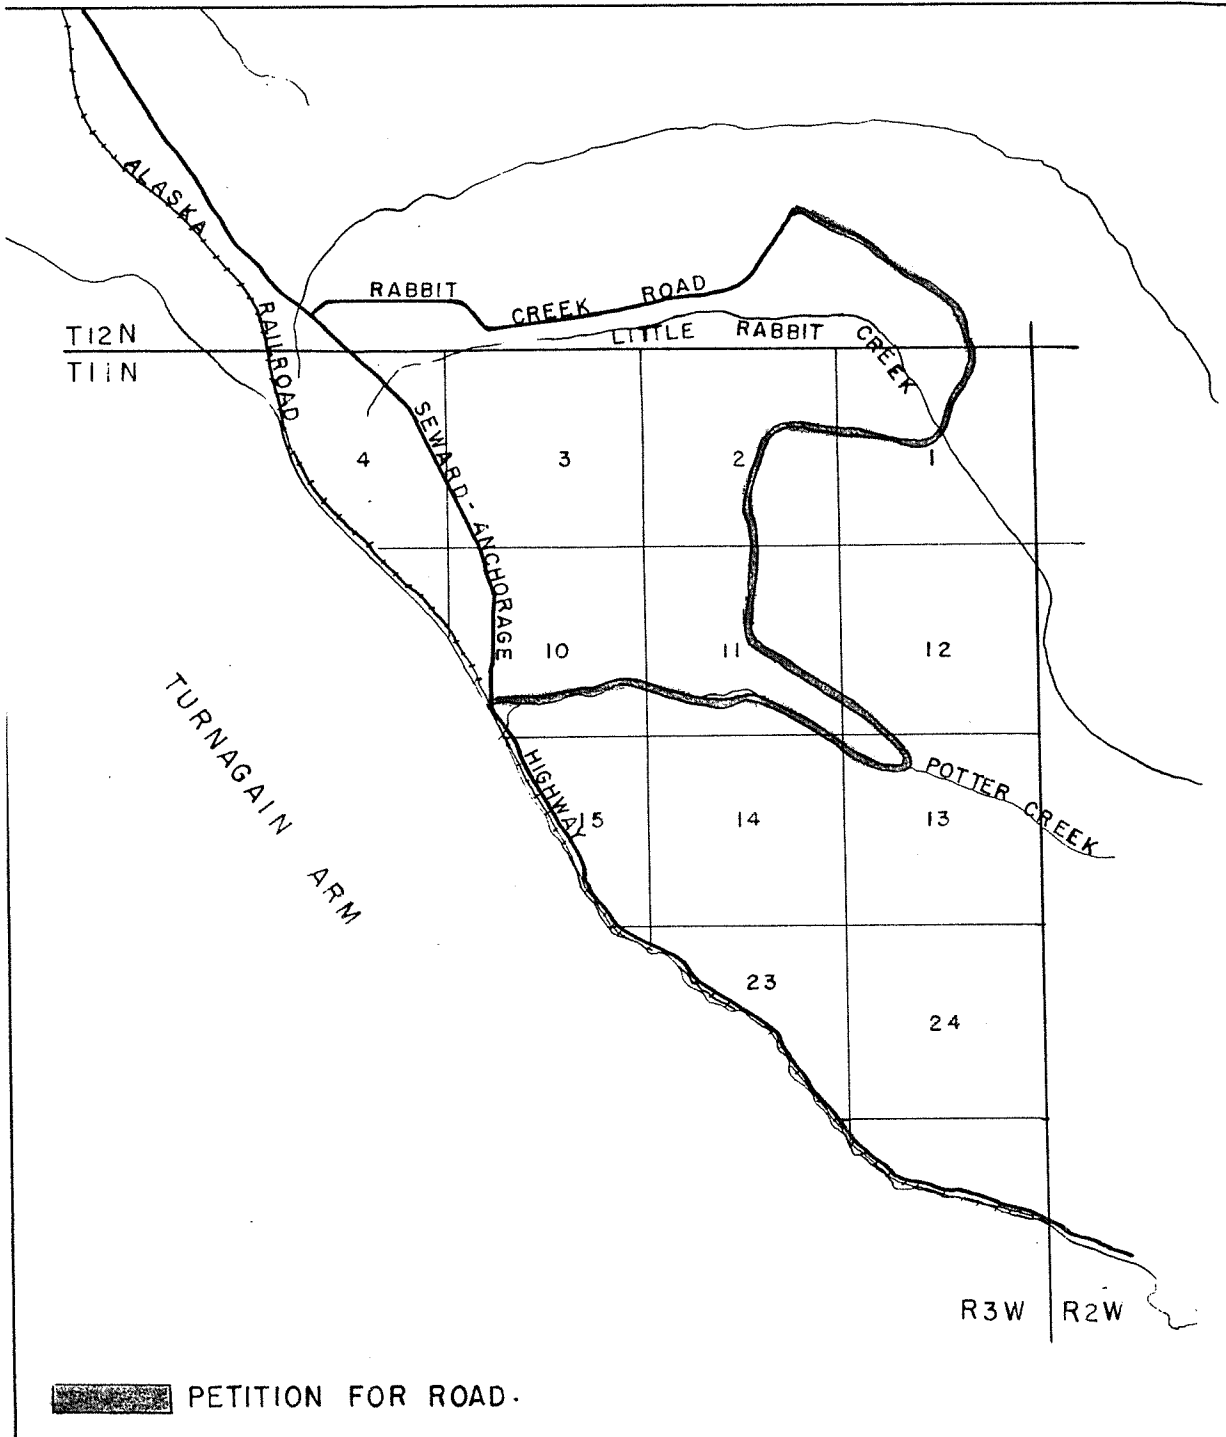 ALASKA RAILROAD
RABBIT CREEK ROAD
LITTLE RABBIT CREEK
T12N
T11N
SEWARD - ANCHORAGE HIGHWAY
4
3
2
1
10
11
12
TURNAGAIN ARM
POTTER CREEK
15
14
13
23
24
R3W
R2W
PETITION FOR ROAD.